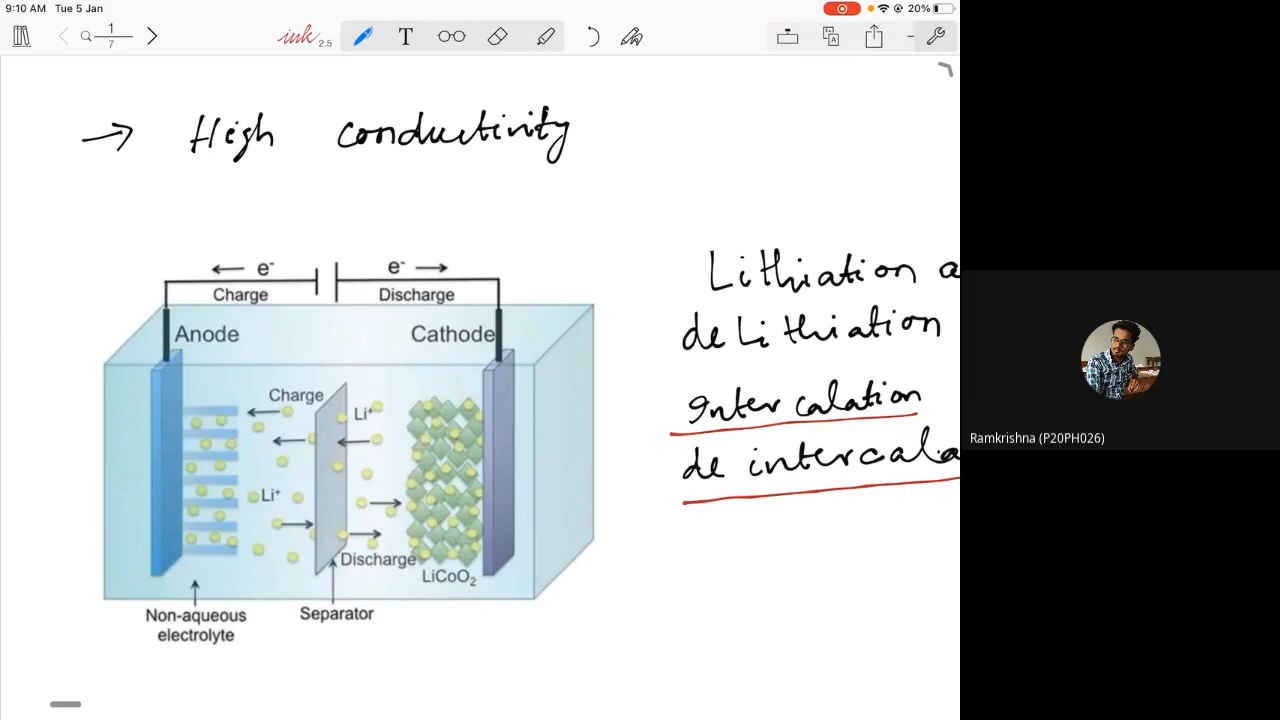 9:10 AM Tue 5 Jan
20%
1
7
ink 2.5
T
→ High conductivity
← e⁻
e⁻ →
Charge
Discharge
Anode
Cathode
Charge
Li⁺
Li⁺
Discharge
LiCoO₂
Non-aqueous
electrolyte
Separator
Lithiation a
deLithiation
Intercalation
de intercala
Ramkrishna (P20PH026)